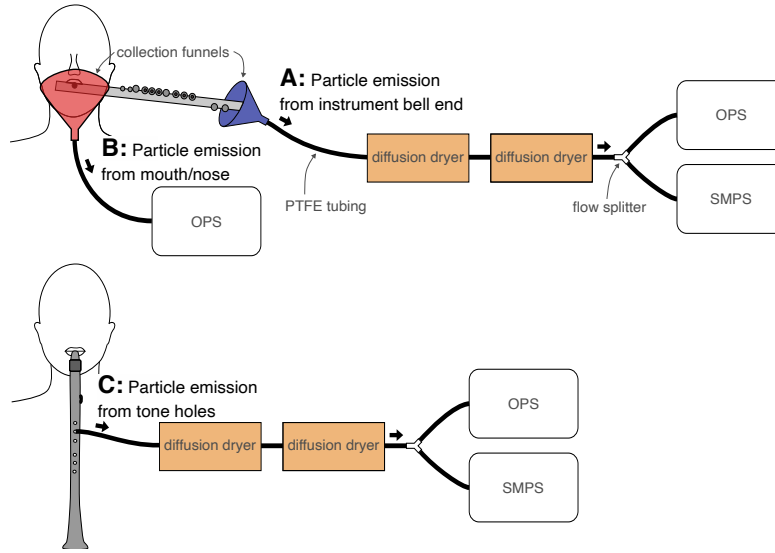 collection funnels
A: Particle emission
from instrument bell end
OPS
B: Particle emission
from mouth/nose
diffusion dryer
diffusion dryer
PTFE tubing
flow splitter
SMPS
OPS
C: Particle emission
from tone holes
diffusion dryer
diffusion dryer
OPS
SMPS